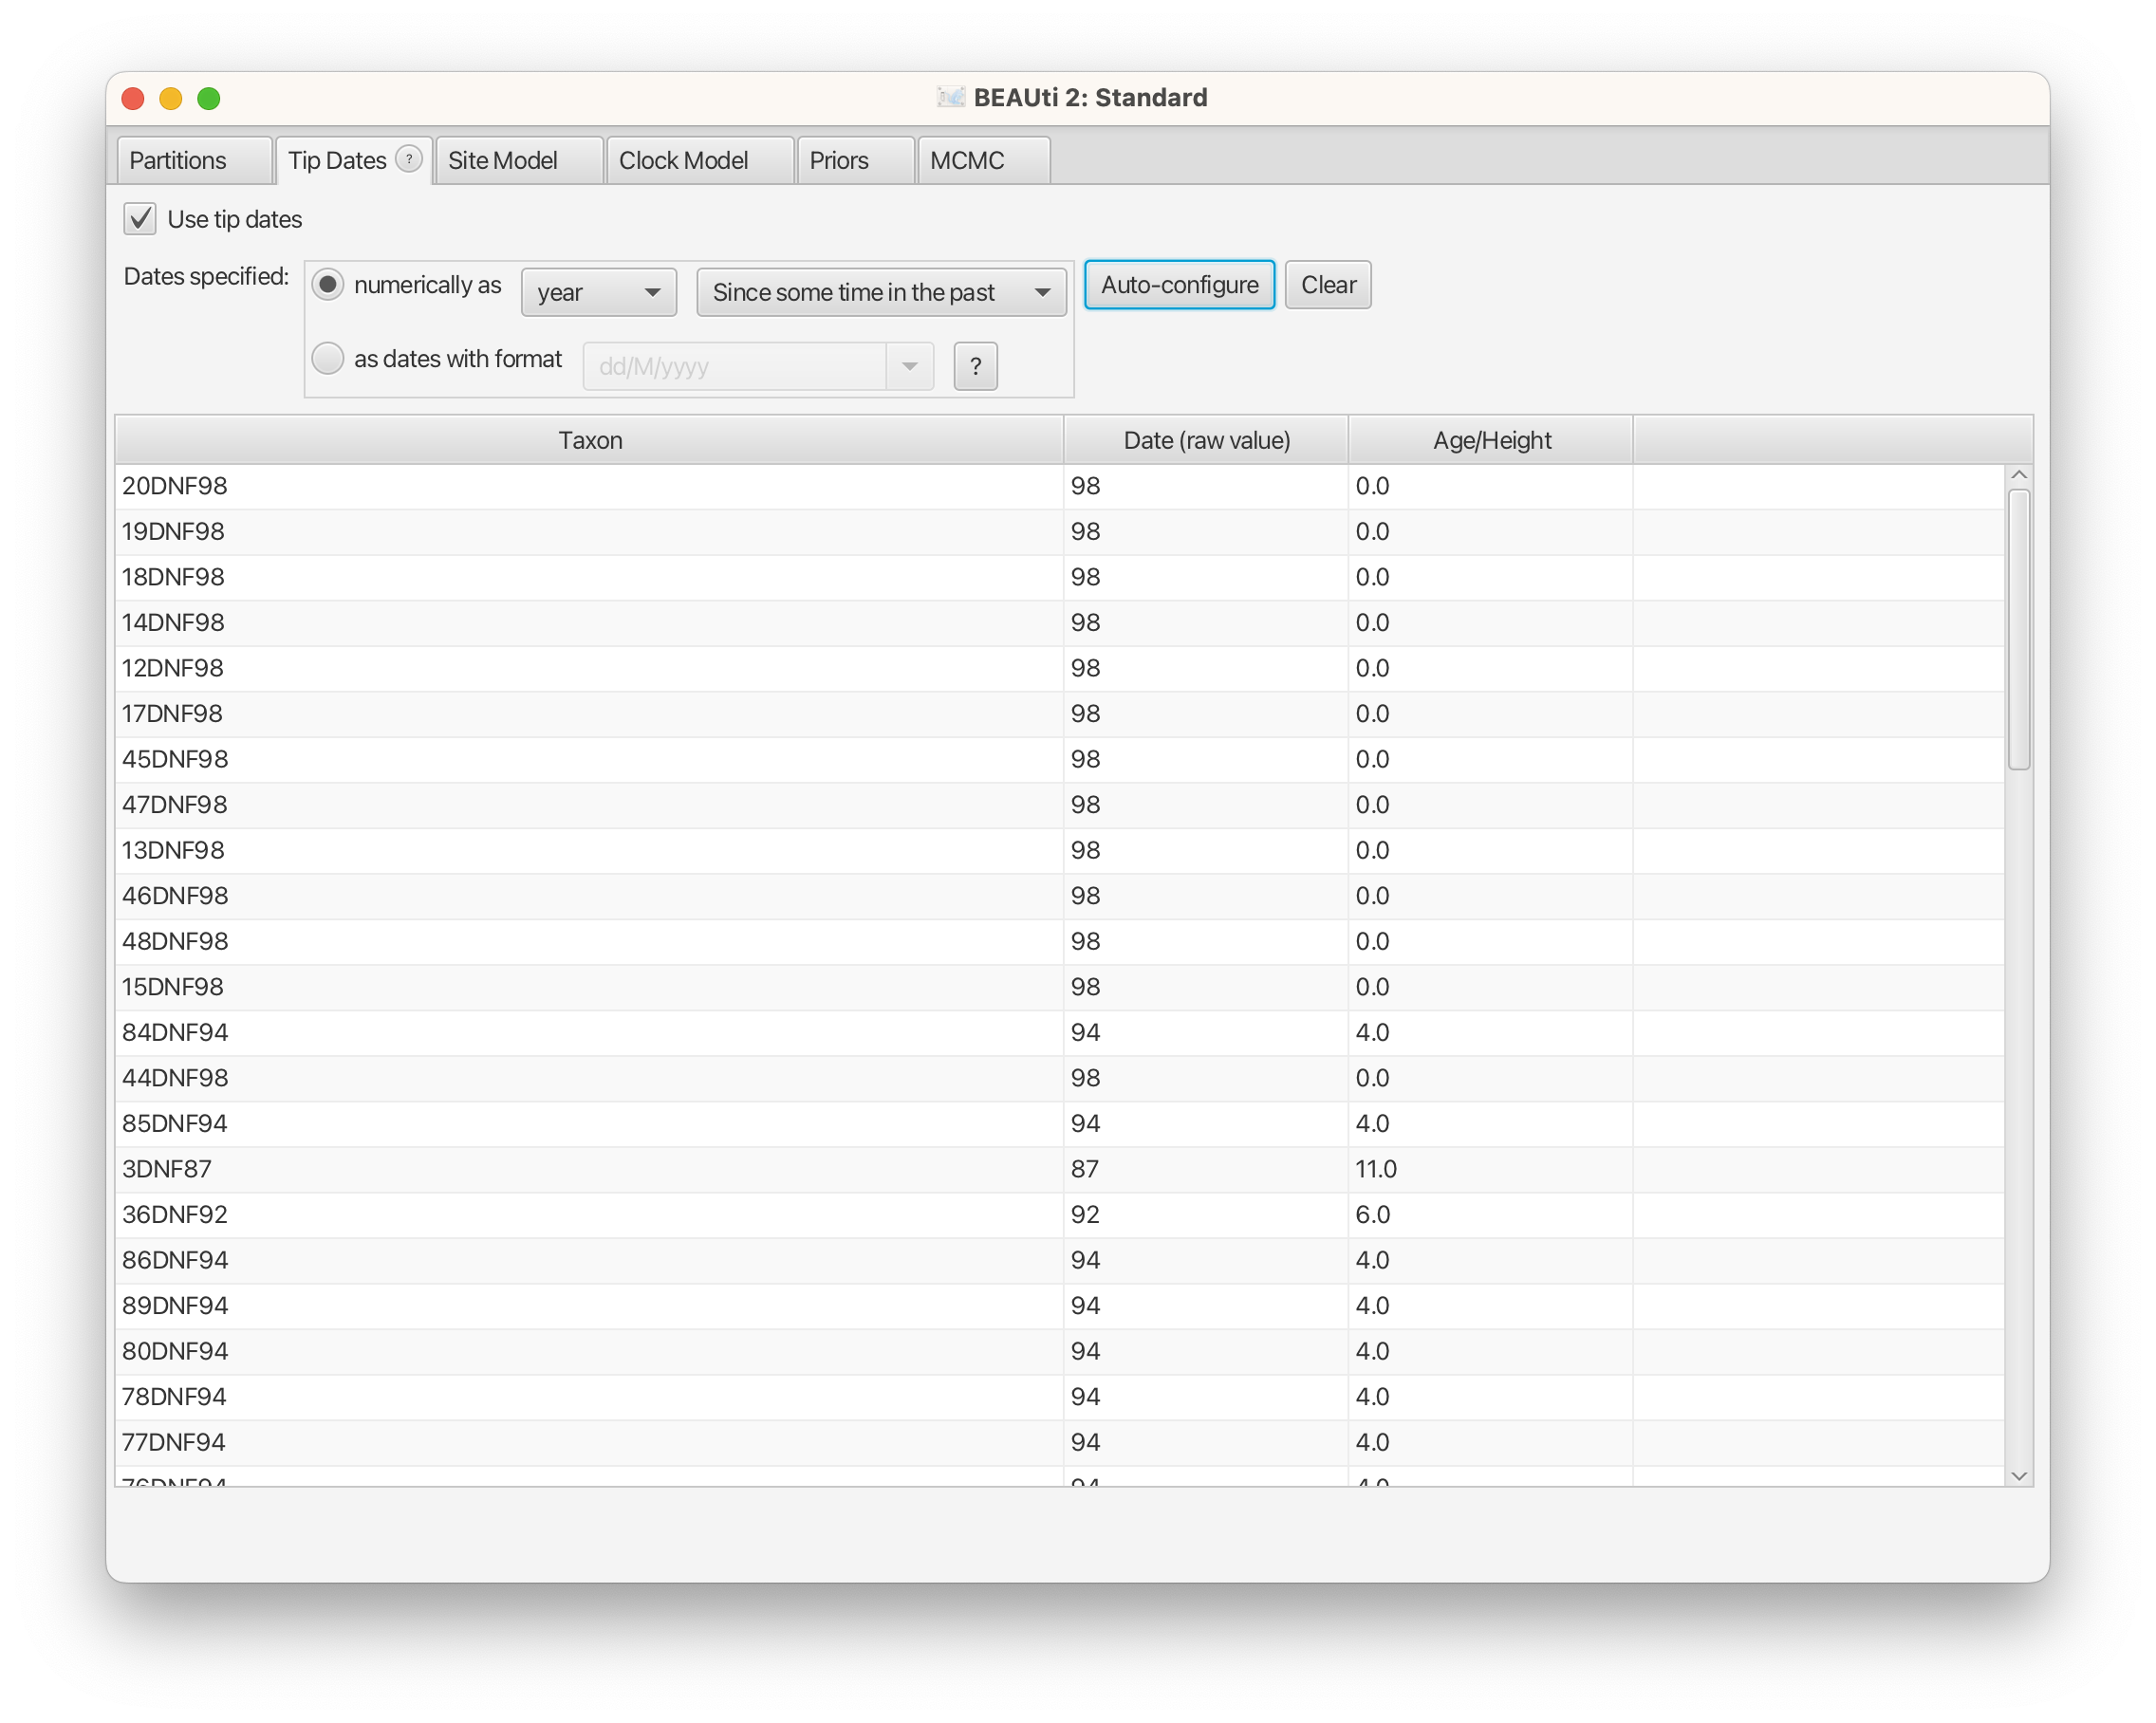 BEAUti 2: Standard
Partitions Tip Dates ? Site Model Clock Model Priors MCMC
Use tip dates
Dates specified: numerically as year Since some time in the past Auto-configure Clear
as dates with format dd/M/yyyy ?
Taxon Date (raw value) Age/Height
20DNF98 98 0.0
19DNF98 98 0.0
18DNF98 98 0.0
14DNF98 98 0.0
12DNF98 98 0.0
17DNF98 98 0.0
45DNF98 98 0.0
47DNF98 98 0.0
13DNF98 98 0.0
46DNF98 98 0.0
48DNF98 98 0.0
15DNF98 98 0.0
84DNF94 94 4.0
44DNF98 98 0.0
85DNF94 94 4.0
3DNF87 87 11.0
36DNF92 92 6.0
86DNF94 94 4.0
89DNF94 94 4.0
80DNF94 94 4.0
78DNF94 94 4.0
77DNF94 94 4.0
76DNF94 94 4.0